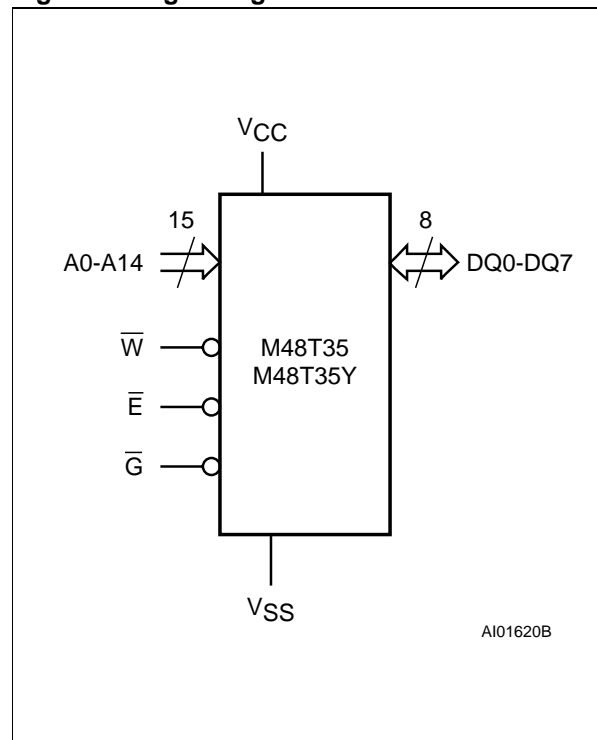 VCC
15
8
A0-A14
DQ0-DQ7
W̅
M48T35
M48T35Y
E̅
G̅
VSS
AI01620B